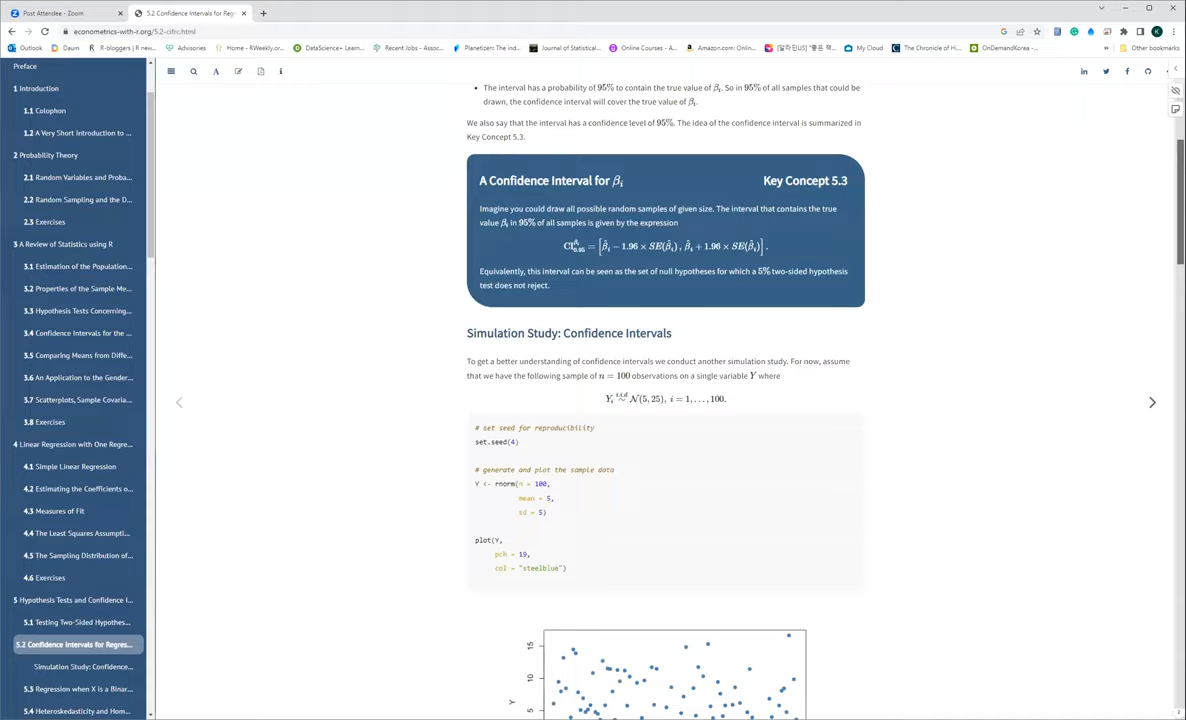 Post Attendee - Zoom
5.2 Confidence Intervals for Reg
econometrics-with-r.org/5.2-cifrc.html
Outlook
Daum
R-bloggers | R new...
Advisories
Home - RWeekly.or...
DataScience+ Learn...
Recent Jobs - Assoc...
Planetizen: The ind...
Journal of Statistical...
Online Courses - A...
Amazon.com: Onlin...
My Cloud
The Chronicle of Hi...
OnDemandKorea -...
Other bookmarks
Preface
1 Introduction
1.1 Colophon
1.2 A Very Short Introduction to ...
2 Probability Theory
2.1 Random Variables and Proba...
2.2 Random Sampling and the D...
2.3 Exercises
3 A Review of Statistics using R
3.1 Estimation of the Population...
3.2 Properties of the Sample Me...
3.3 Hypothesis Tests Concerning...
3.4 Confidence Intervals for the ...
3.5 Comparing Means from Diffe...
3.6 An Application to the Gender...
3.7 Scatterplots, Sample Covaria...
3.8 Exercises
4 Linear Regression with One Regre...
4.1 Simple Linear Regression
4.2 Estimating the Coefficients o...
4.3 Measures of Fit
4.4 The Least Squares Assumpti...
4.5 The Sampling Distribution of...
4.6 Exercises
5 Hypothesis Tests and Confidence I...
5.1 Testing Two-Sided Hypothes...
5.2 Confidence Intervals for Regres...
Simulation Study: Confidence...
5.3 Regression when X is a Binar...
5.4 Heteroskedasticity and Hom...
• The interval has a probability of 95% to contain the true value of βi. So in 95% of all samples that could be
drawn, the confidence interval will cover the true value of βi.
We also say that the interval has a confidence level of 95%. The idea of the confidence interval is summarized in
Key Concept 5.3.
A Confidence Interval for βi
Key Concept 5.3
Imagine you could draw all possible random samples of given size. The interval that contains the true
value βi in 95% of all samples is given by the expression
CI^{βi}_{0.95} = [β̂i − 1.96 × SE(β̂i) , β̂i + 1.96 × SE(β̂i)] .
Equivalently, this interval can be seen as the set of null hypotheses for which a 5% two-sided hypothesis
test does not reject.
Simulation Study: Confidence Intervals
To get a better understanding of confidence intervals we conduct another simulation study. For now, assume
that we have the following sample of n = 100 observations on a single variable Y where
Yi i.i.d ∼ N(5, 25), i = 1, . . . , 100.
# set seed for reproducibility
set.seed(4)
# generate and plot the sample data
Y <- rnorm(n = 100,
mean = 5,
sd = 5)
plot(Y,
pch = 19,
col = "steelblue")
15
10
5
Y